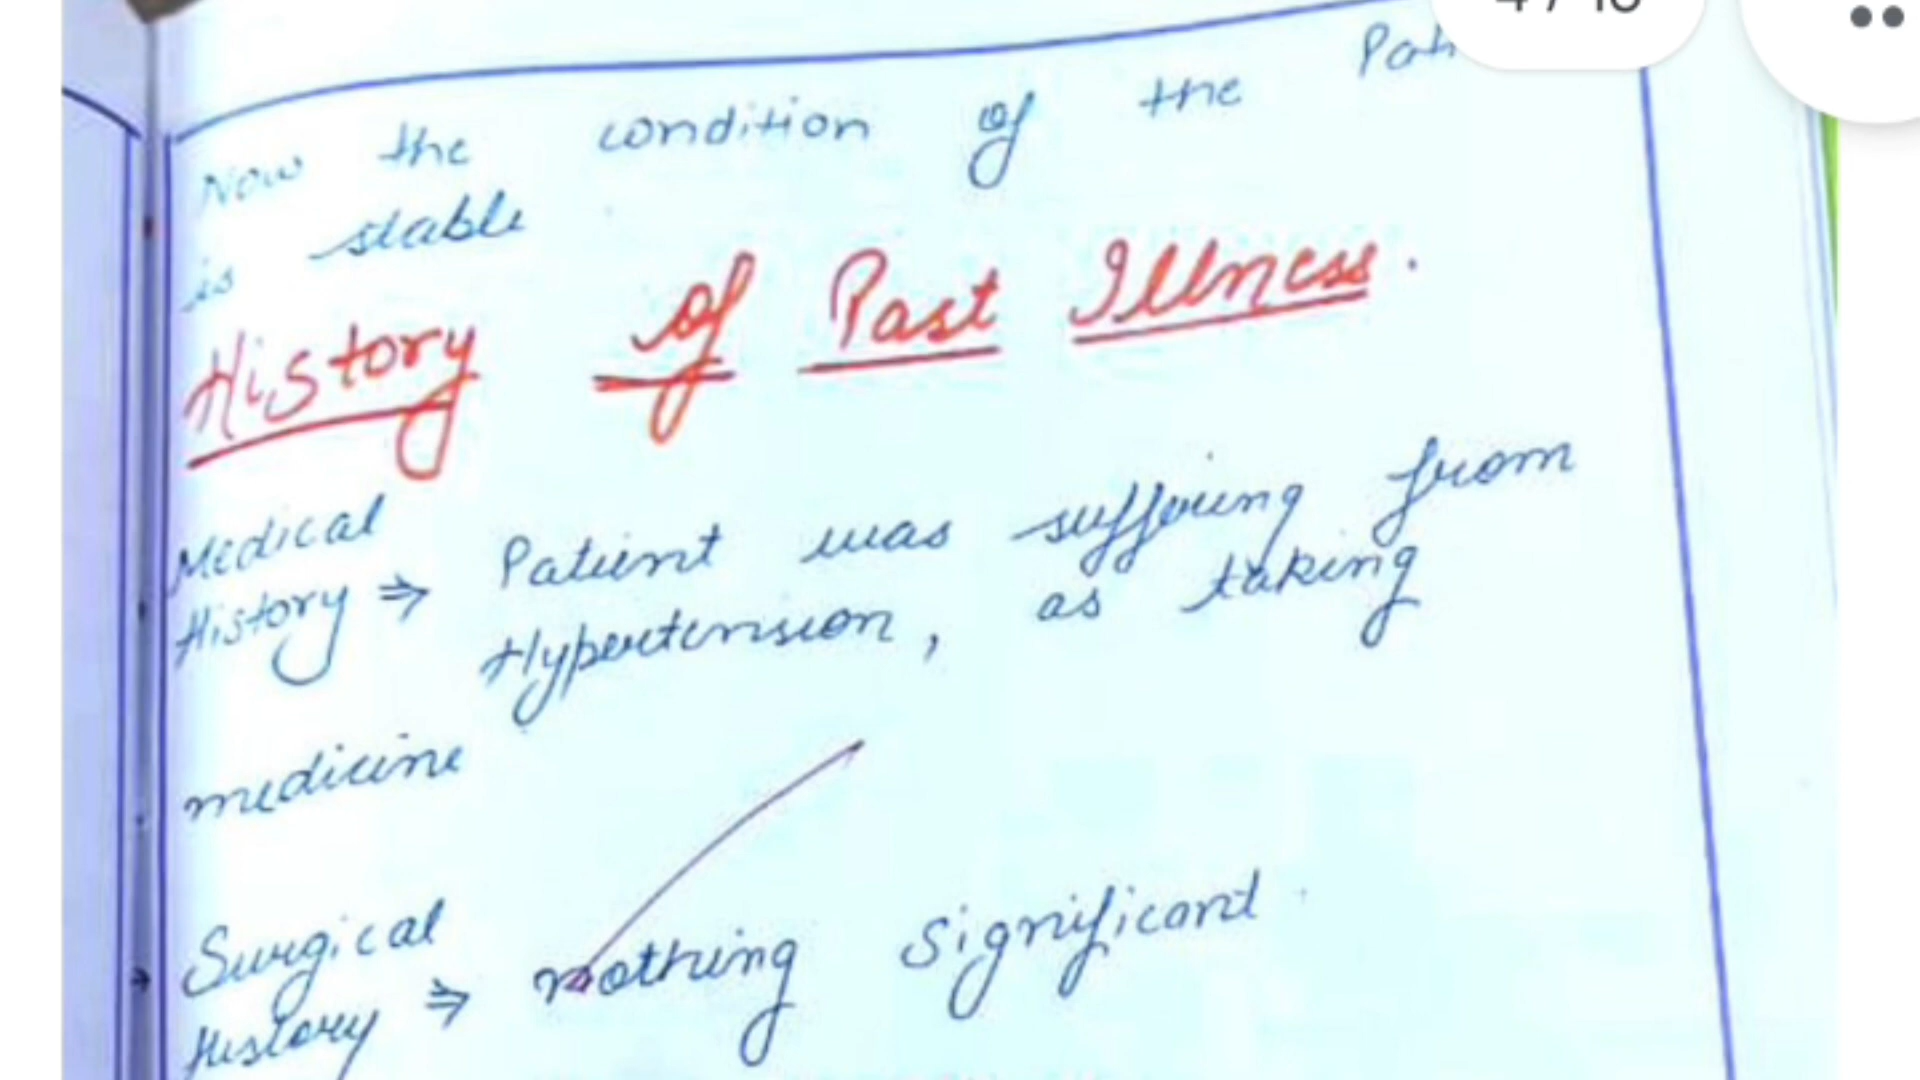 Now the condition of the Pati
is stable
History of Past Illness.
Medical
History ⇒ Patient was suffering from
Hypertension, as taking
medicine
Surgical
History ⇒ nothing significant